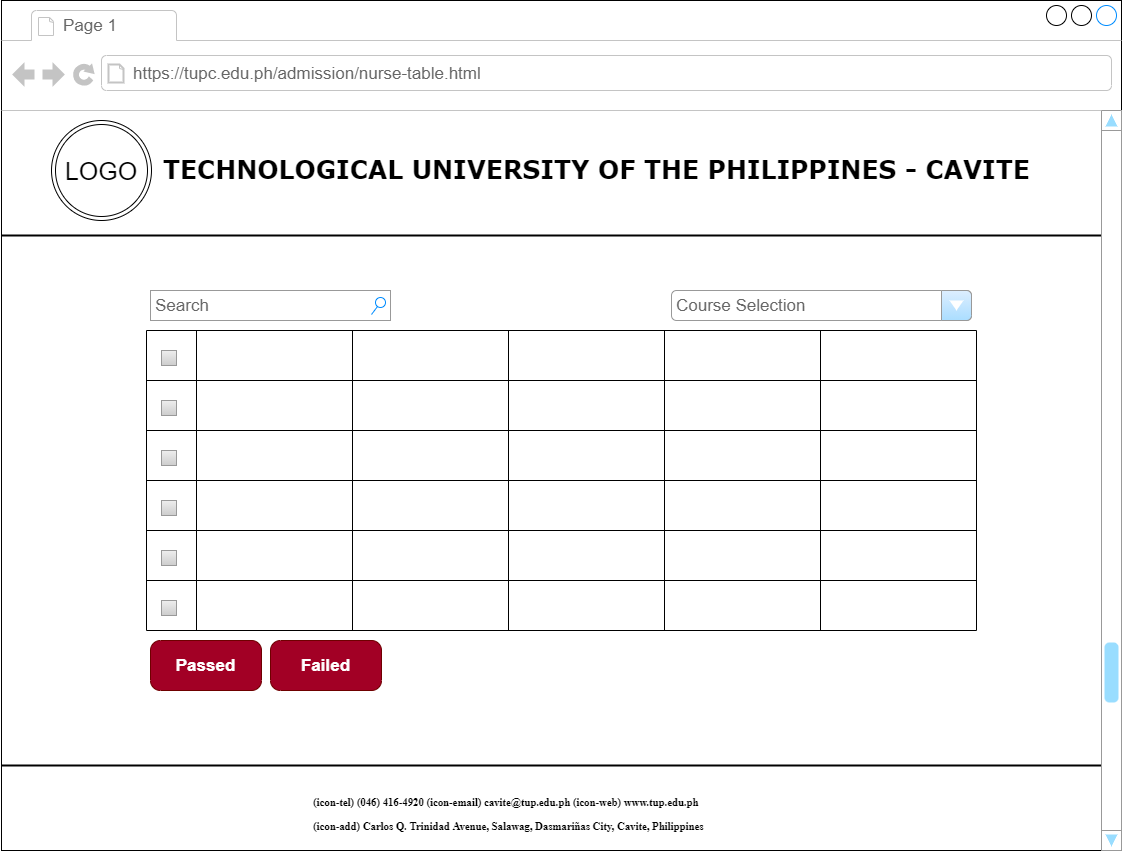 Page 1
https://tupc.edu.ph/admission/nurse-table.html
LOGO
TECHNOLOGICAL UNIVERSITY OF THE PHILIPPINES - CAVITE
Search
Course Selection
Passed
Failed
(icon-tel) (046) 416-4920 (icon-email) cavite@tup.edu.ph (icon-web) www.tup.edu.ph
(icon-add) Carlos Q. Trinidad Avenue, Salawag, Dasmariñas City, Cavite, Philippines